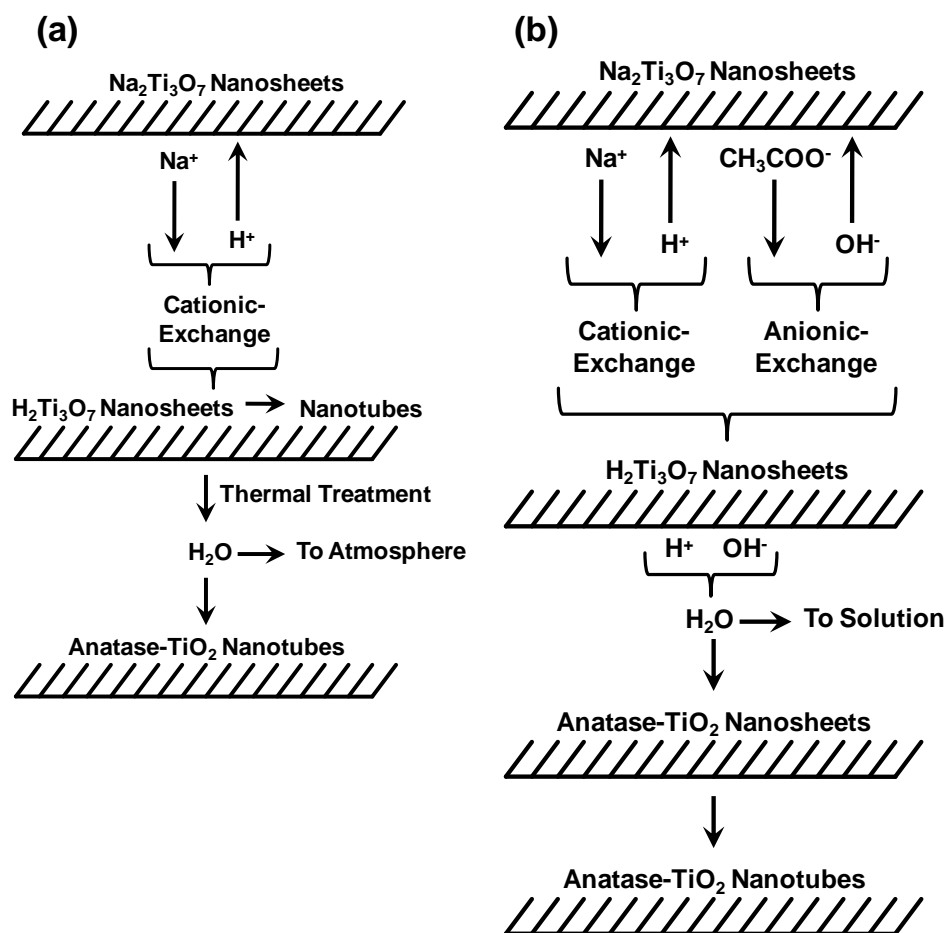 (a)
Na₂Ti₃O₇ Nanosheets
Na⁺
H⁺
Cationic-
Exchange
H₂Ti₃O₇ Nanosheets
Nanotubes
Thermal Treatment
H₂O
To Atmosphere
Anatase-TiO₂ Nanotubes
(b)
Na₂Ti₃O₇ Nanosheets
Na⁺
CH₃COO⁻
H⁺
OH⁻
Cationic-
Exchange
Anionic-
Exchange
H₂Ti₃O₇ Nanosheets
H⁺
OH⁻
H₂O
To Solution
Anatase-TiO₂ Nanosheets
Anatase-TiO₂ Nanotubes